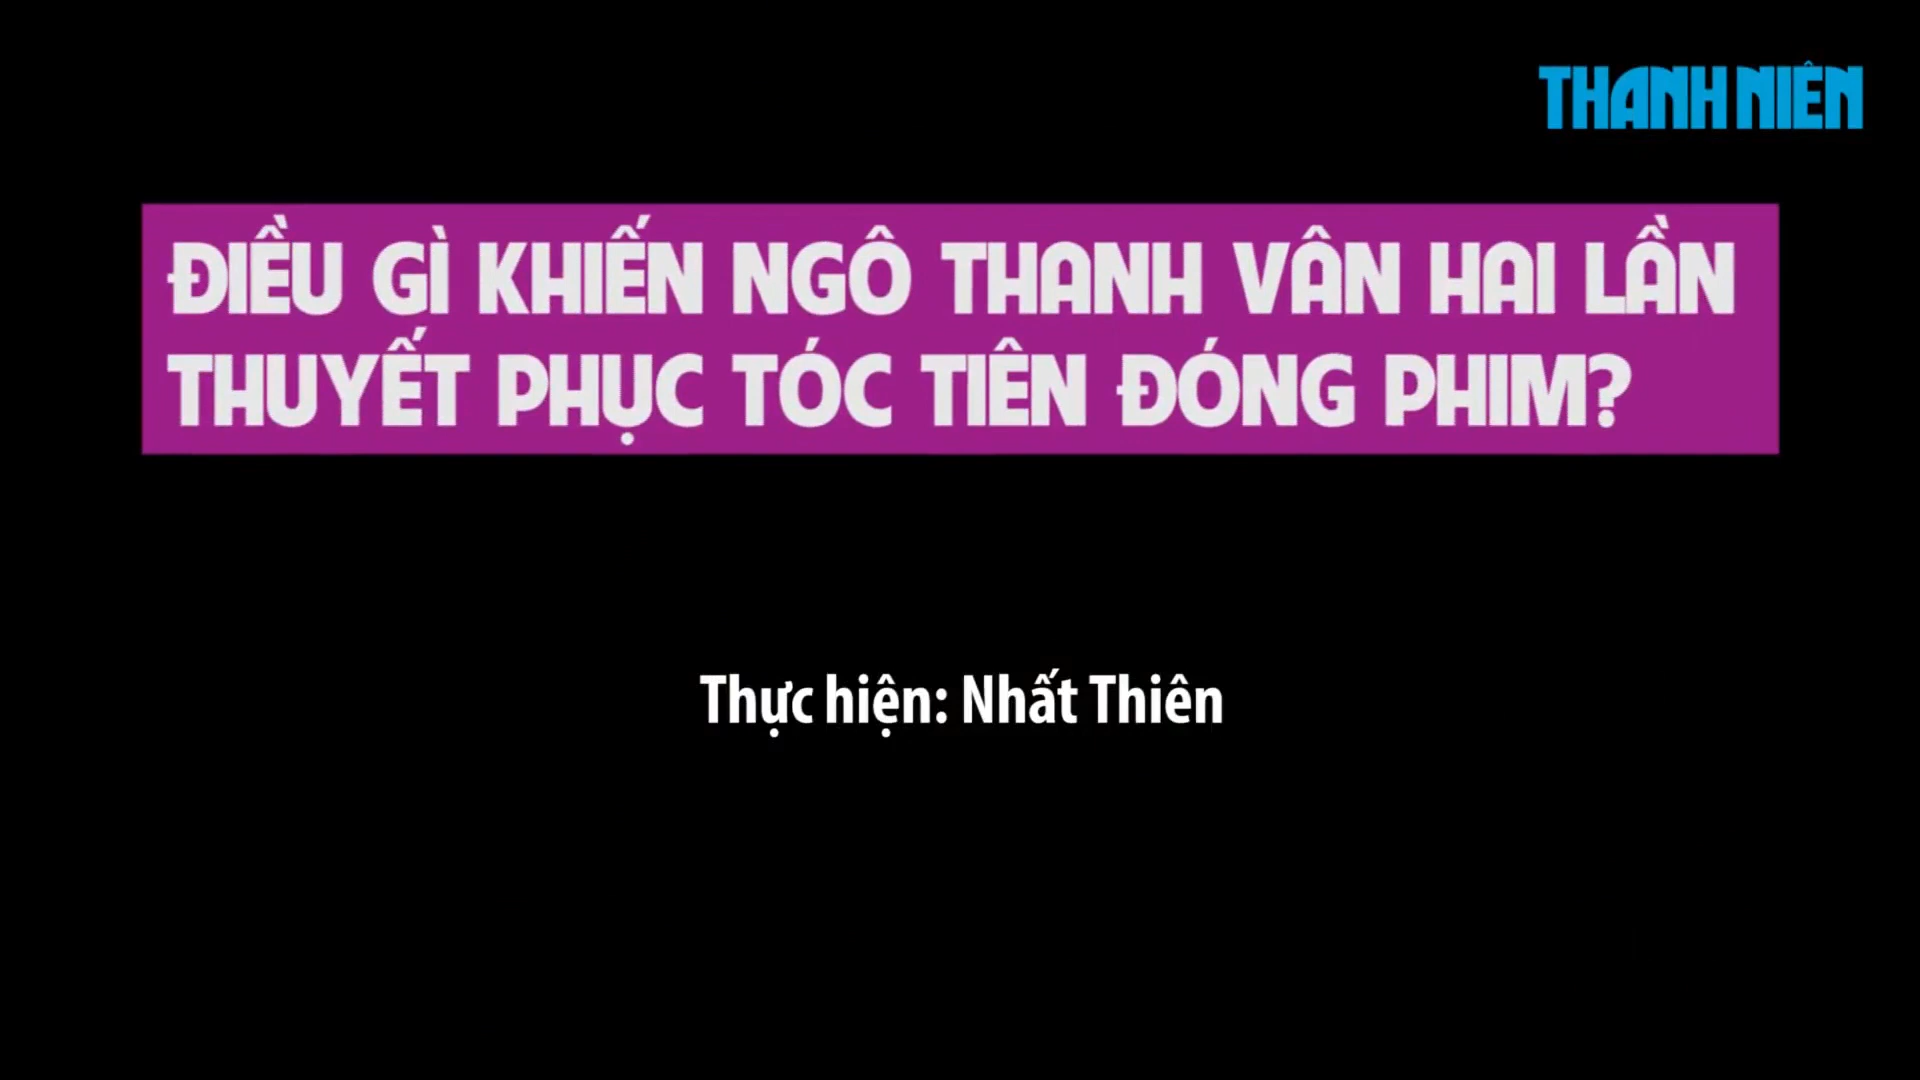 THANH NIÊN
ĐIỀU GÌ KHIẾN NGÔ THANH VÂN HAI LẦN
THUYẾT PHỤC TÓC TIÊN ĐÓNG PHIM?
Thực hiện: Nhất Thiên